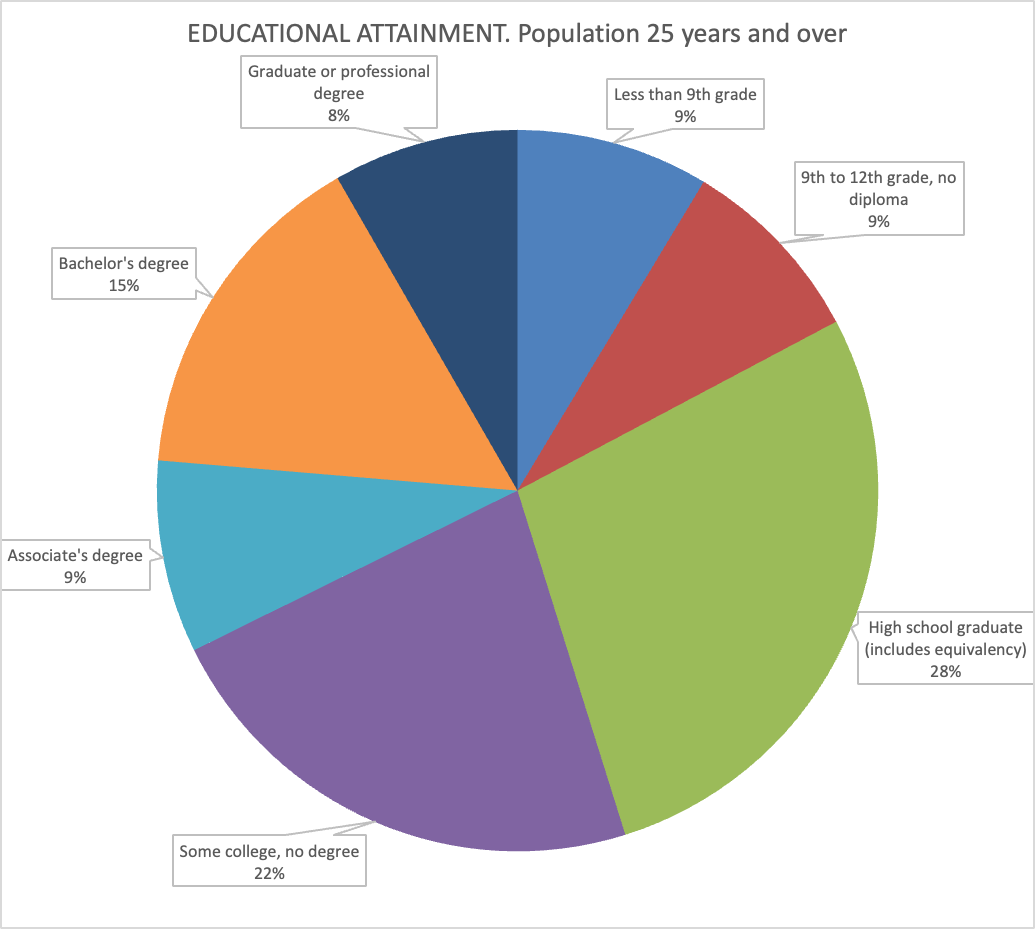 EDUCATIONAL ATTAINMENT. Population 25 years and over
Graduate or professional
degree
8%
Less than 9th grade
9%
9th to 12th grade, no
diploma
9%
Bachelor's degree
15%
Associate's degree
9%
High school graduate
(includes equivalency)
28%
Some college, no degree
22%